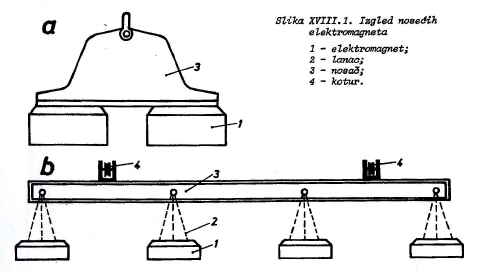 a
Slika XVIII.1. Izgled nosećih
elektromagneta
1 - elektromagnet;
2 - lanac;
3 - nosač;
4 - kotur.
3
1
b
4
4
3
2
1